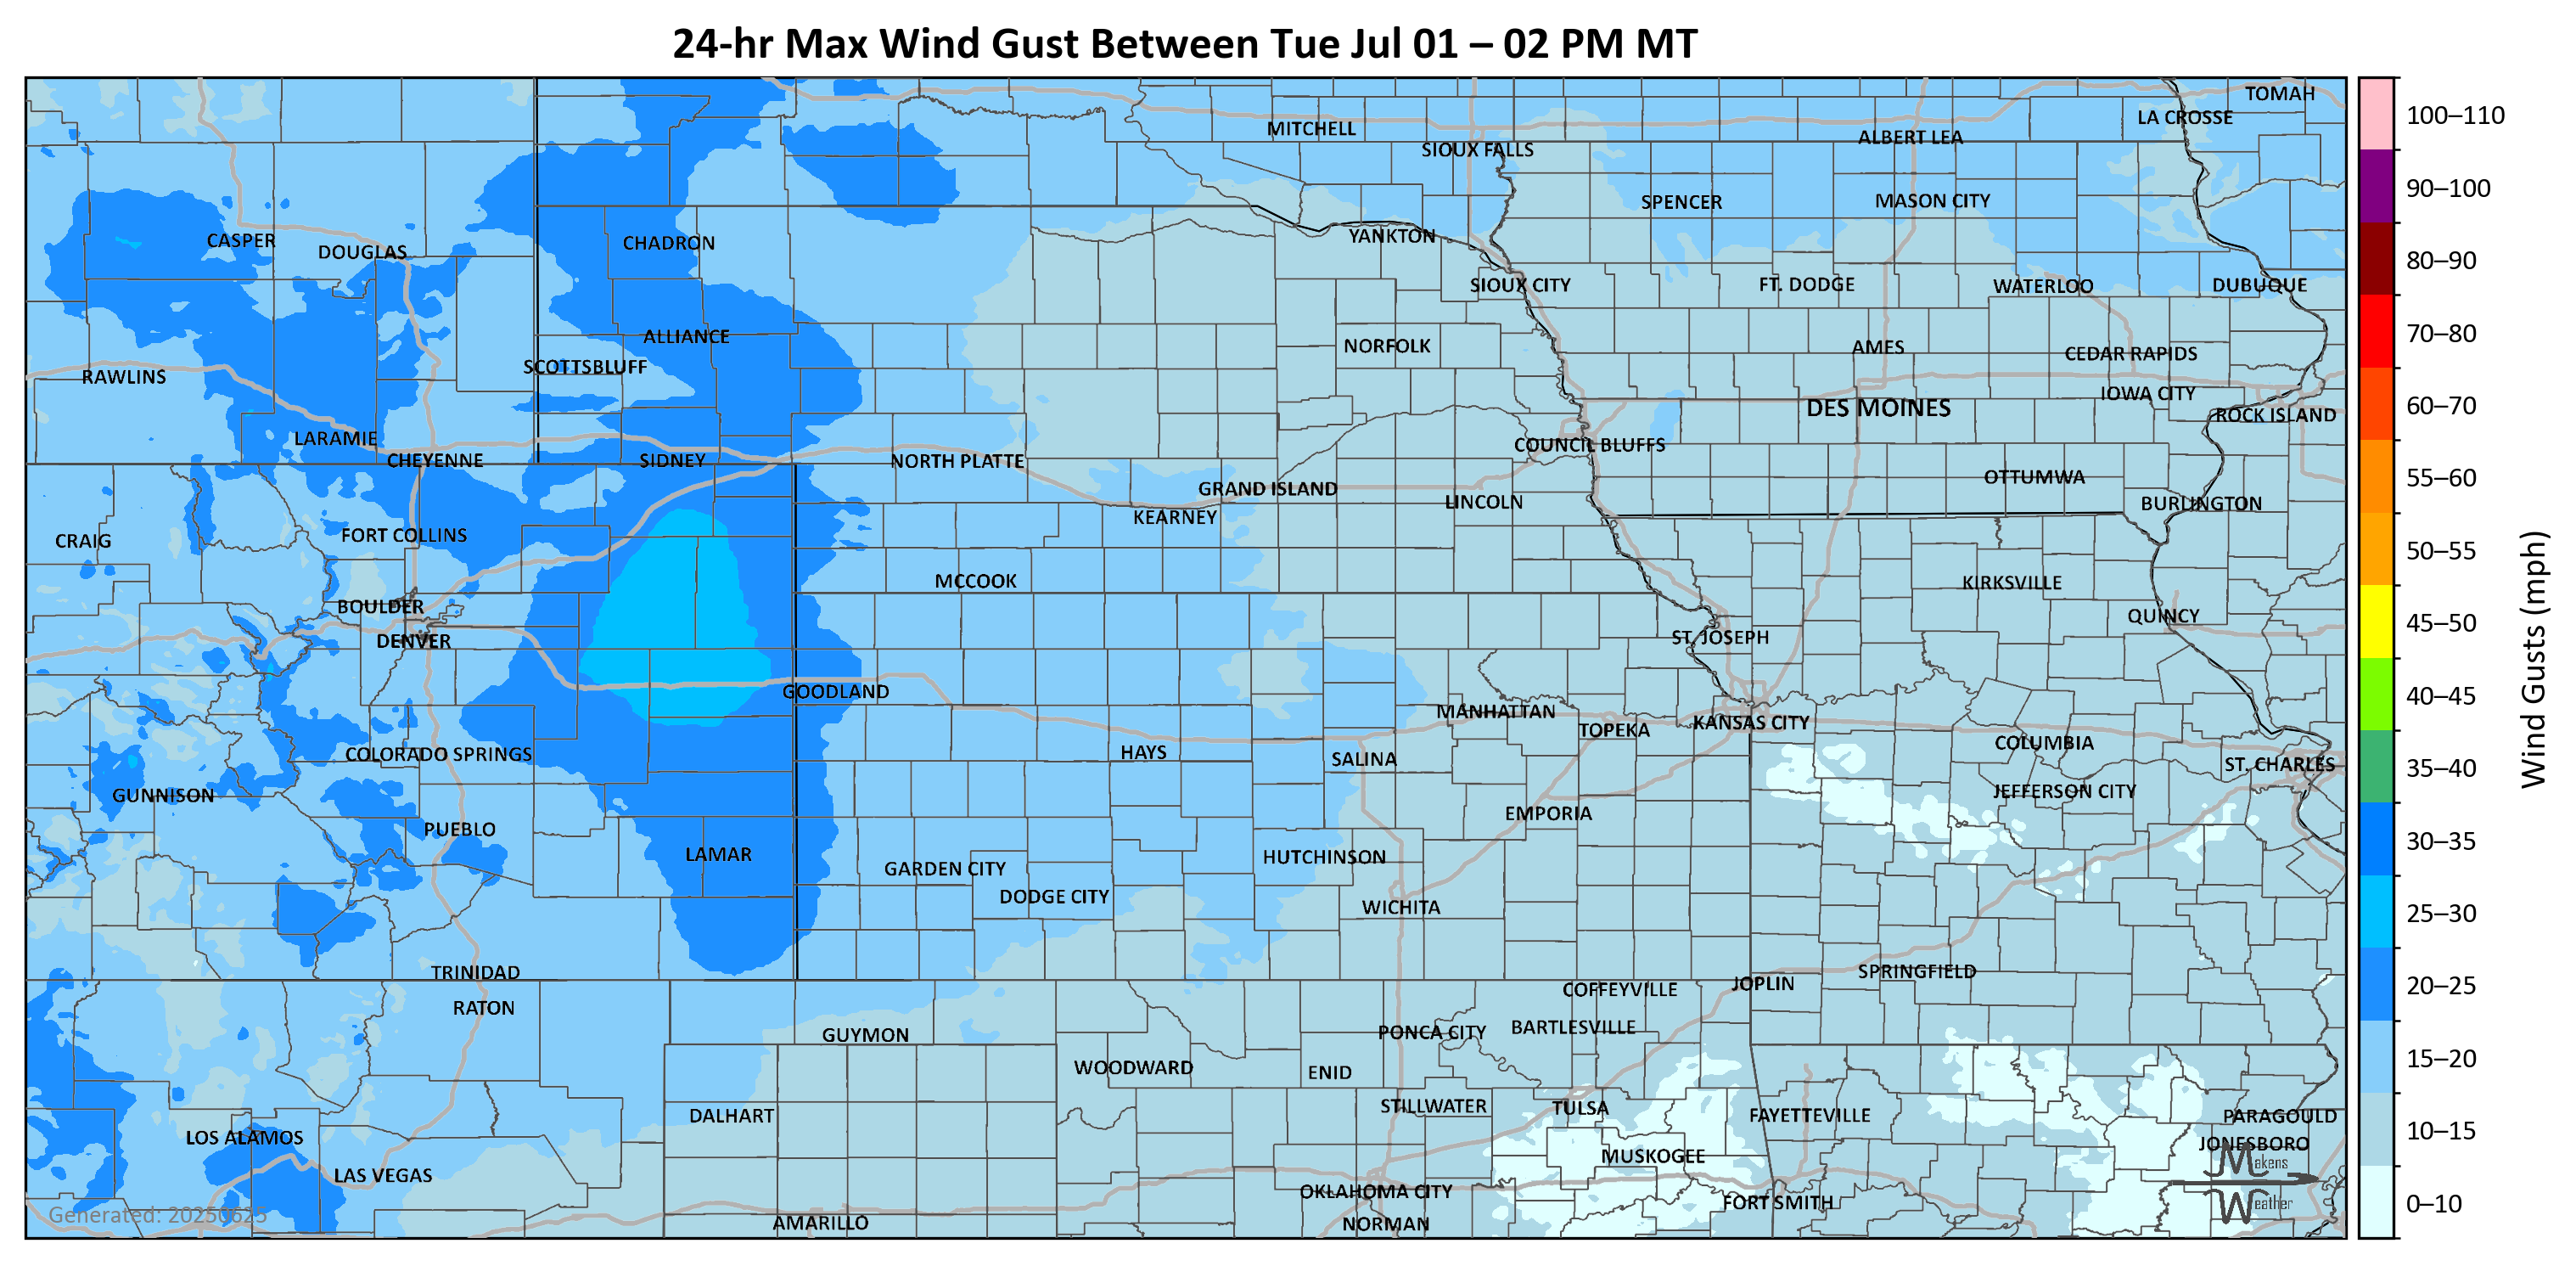 24-hr Max Wind Gust Between Tue Jul 01 – 02 PM MT
TOMAH
LA CROSSE
MITCHELL
ALBERT LEA
SIOUX FALLS
SPENCER
MASON CITY
CASPER
DOUGLAS
CHADRON
YANKTON
SIOUX CITY
FT. DODGE
WATERLOO
DUBUQUE
ALLIANCE
NORFOLK
AMES
CEDAR RAPIDS
SCOTTSBLUFF
RAWLINS
IOWA CITY
DES MOINES
ROCK ISLAND
LARAMIE
COUNCIL BLUFFS
CHEYENNE
SIDNEY
NORTH PLATTE
OTTUMWA
GRAND ISLAND
LINCOLN
BURLINGTON
KEARNEY
FORT COLLINS
CRAIG
MCCOOK
KIRKSVILLE
BOULDER
QUINCY
DENVER
ST. JOSEPH
GOODLAND
MANHATTAN
KANSAS CITY
TOPEKA
COLORADO SPRINGS
HAYS
SALINA
COLUMBIA
ST. CHARLES
GUNNISON
JEFFERSON CITY
EMPORIA
PUEBLO
LAMAR
HUTCHINSON
GARDEN CITY
DODGE CITY
WICHITA
TRINIDAD
SPRINGFIELD
JOPLIN
COFFEYVILLE
RATON
GUYMON
PONCA CITY
BARTLESVILLE
WOODWARD
ENID
STILLWATER
TULSA
DALHART
FAYETTEVILLE
PARAGOULD
LOS ALAMOS
JONESBORO
MUSKOGEE
LAS VEGAS
OKLAHOMA CITY
FORT SMITH
AMARILLO
NORMAN
Generated: 20250625
Makens
Weather
100–110
90–100
80–90
70–80
60–70
55–60
50–55
45–50
40–45
35–40
30–35
25–30
20–25
15–20
10–15
0–10
Wind Gusts (mph)